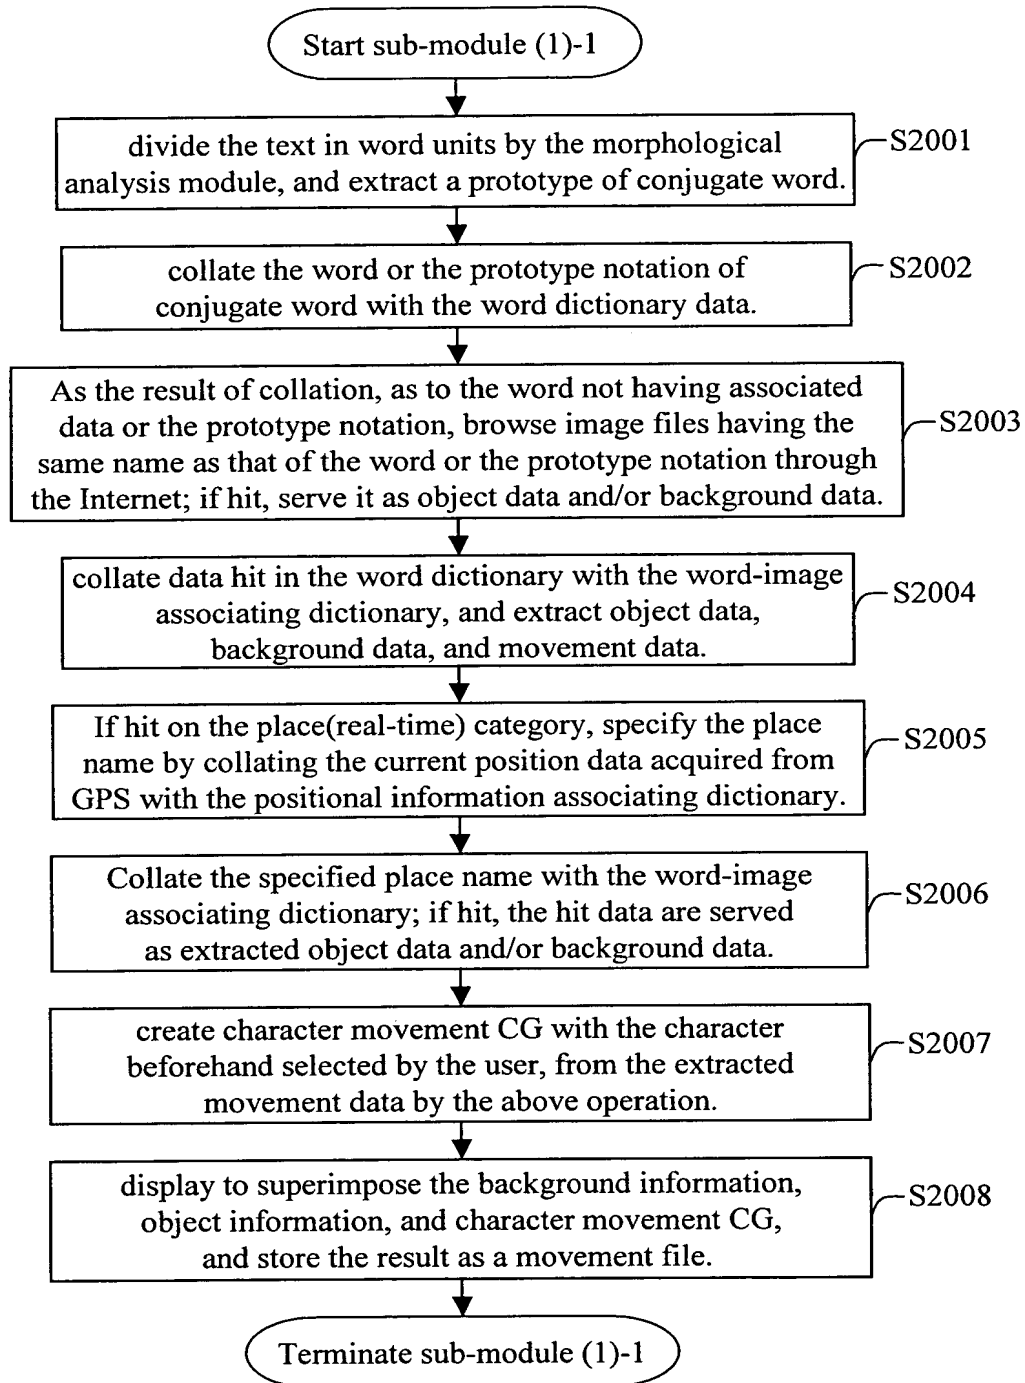 Start sub-module (1)-1
divide the text in word units by the morphological
analysis module, and extract a prototype of conjugate word.
S2001
collate the word or the prototype notation of
conjugate word with the word dictionary data.
S2002
As the result of collation, as to the word not having associated
data or the prototype notation, browse image files having the
same name as that of the word or the prototype notation through
the Internet; if hit, serve it as object data and/or background data.
S2003
collate data hit in the word dictionary with the word-image
associating dictionary, and extract object data,
background data, and movement data.
S2004
If hit on the place(real-time) category, specify the place
name by collating the current position data acquired from
GPS with the positional information associating dictionary.
S2005
Collate the specified place name with the word-image
associating dictionary; if hit, the hit data are served
as extracted object data and/or background data.
S2006
create character movement CG with the character
beforehand selected by the user, from the extracted
movement data by the above operation.
S2007
display to superimpose the background information,
object information, and character movement CG,
and store the result as a movement file.
S2008
Terminate sub-module (1)-1